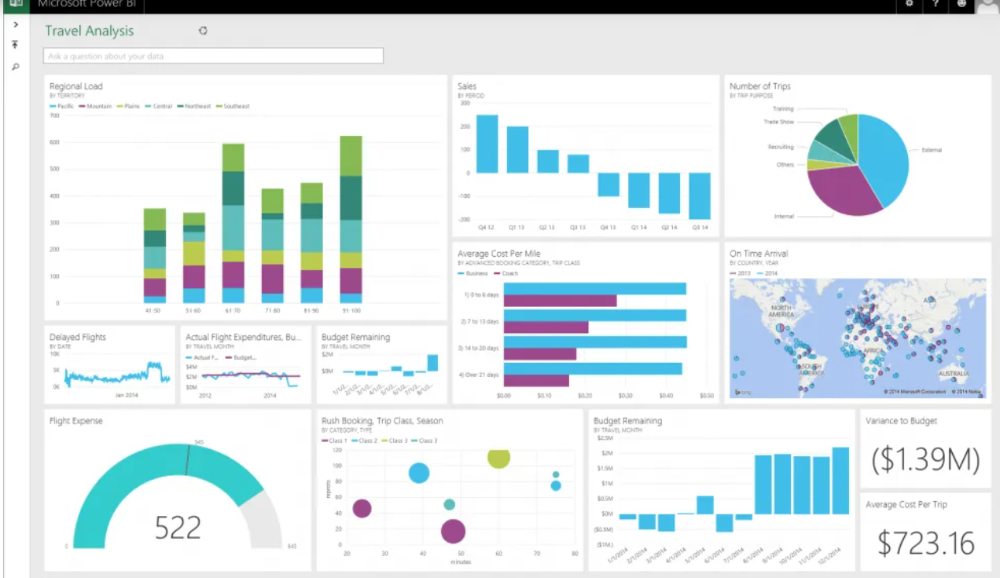 Microsoft Power BI
Travel Analysis
Ask a question about your data
Regional Load
BY TERRITORY
Pacific Mountain Plains Central Northeast Southeast
700
600
500
400
300
200
100
0
41-50 51-60 61-70 71-80 81-90 91-100
Sales
BY PERIOD
300
200
100
0
-100
-200
Q4 12 Q1 13 Q2 13 Q3 13 Q4 13 Q1 14 Q2 14 Q3 14
Number of Trips
BY TRIP PURPOSE
Training
Trade Show
Recruiting
Others
Internal
External
Average Cost Per Mile
BY ADVANCED BOOKING CATEGORY, TRIP CLASS
Business Coach
1) 0 to 6 days
2) 7 to 13 days
3) 14 to 20 days
4) Over 21 days
$0.00 $0.10 $0.20 $0.30 $0.40 $0.50
On Time Arrival
BY COUNTRY, YEAR
2013 2014
NORTH
AMERICA
EUROPE
ASIA
AFRICA
SOUTH
AMERICA
AUSTRALIA
bing
© 2014 Microsoft Corporation © 2014 Nokia
Delayed Flights
BY DATE
10K
5K
0K
Jan 2014
Actual Flight Expenditures, Bu...
BY TRAVEL MONTH
Actual F... Budget...
$4M
$2M
$0M
2012 2014
Budget Remaining
BY TRAVEL MONTH
$2M
$0M
1/1/2... 2/1/2... 3/1/2... 4/1/2... 5/1/2... 6/1/2... 7/1/2... 8/1/2...
Flight Expense
345
522
0
645
Rush Booking, Trip Class, Season
BY CATEGORY, TYPE
Class 1 Class 2 Class 3 Class 3
120
100
80
60
40
20
0
20 30 40 50 60 70 80
minutes
Budget Remaining
BY TRAVEL MONTH
$2.5M
$2M
$1.5M
$1M
$0.5M
$0M
($0.5M)
($1M)
1/1/2014 2/1/2014 3/1/2014 4/1/2014 5/1/2014 6/1/2014 7/1/2014 8/1/2014 9/1/2014 10/1/2014 11/1/2014 12/1/2014
Variance to Budget
($1.39M)
Average Cost Per Trip
$723.16